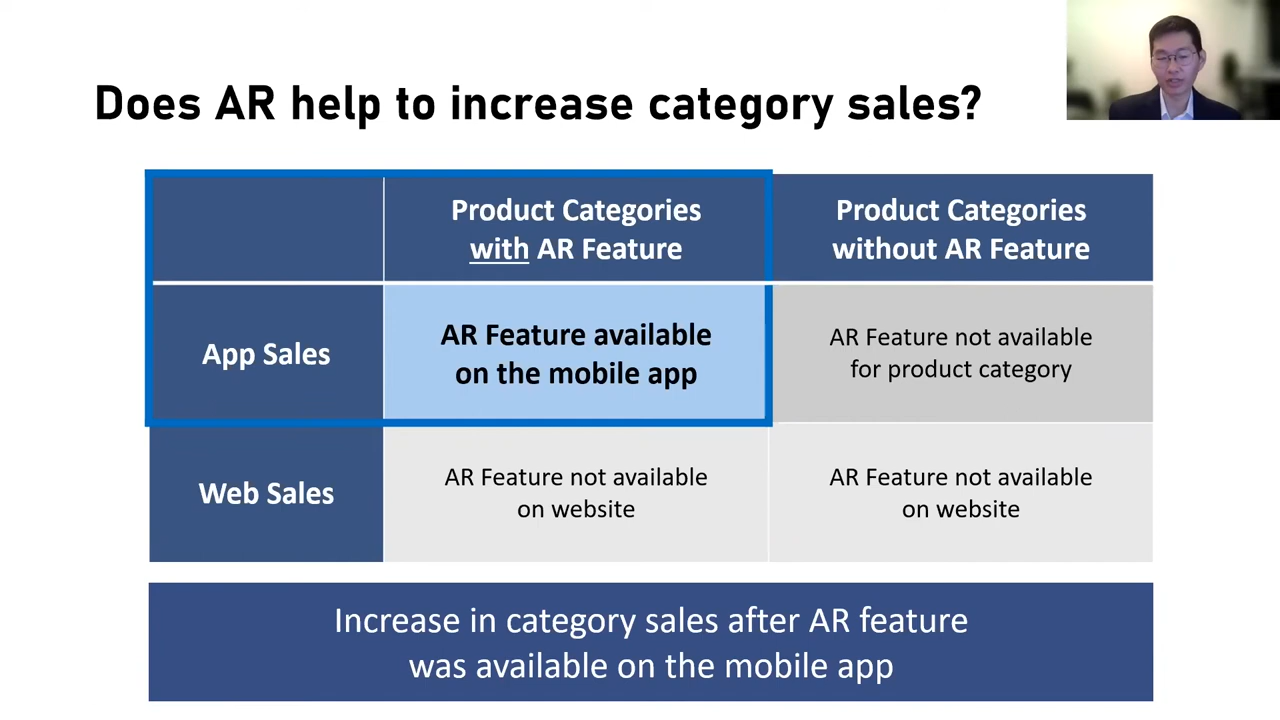 Does AR help to increase category sales?
Product Categories
with AR Feature
Product Categories
without AR Feature
App Sales
AR Feature available
on the mobile app
AR Feature not available
for product category
Web Sales
AR Feature not available
on website
AR Feature not available
on website
Increase in category sales after AR feature
was available on the mobile app